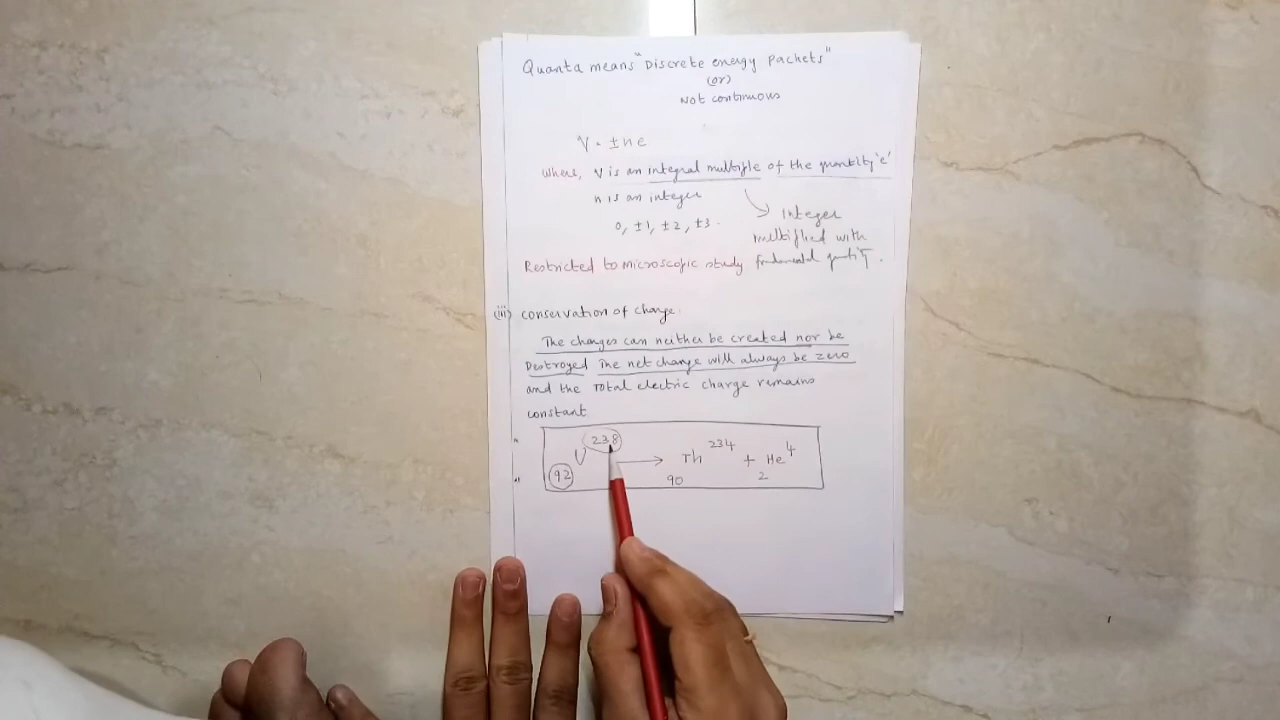 Quanta means "Discrete energy Packets"
(or)
Not continuous
V = ±ne
Where, V is an integral multiple of the quantity 'e'
n is an integer
0, ±1, ±2, ±3.
Integer
multiplied with
fundamental quantity.
Restricted to microscopic study
(iii) conservation of charge
The charges can neither be created nor be
Destroyed The net charge will always be zero
and the Total electric charge remains
constant
92 U 238 → 90 Th 234 + 2 He 4